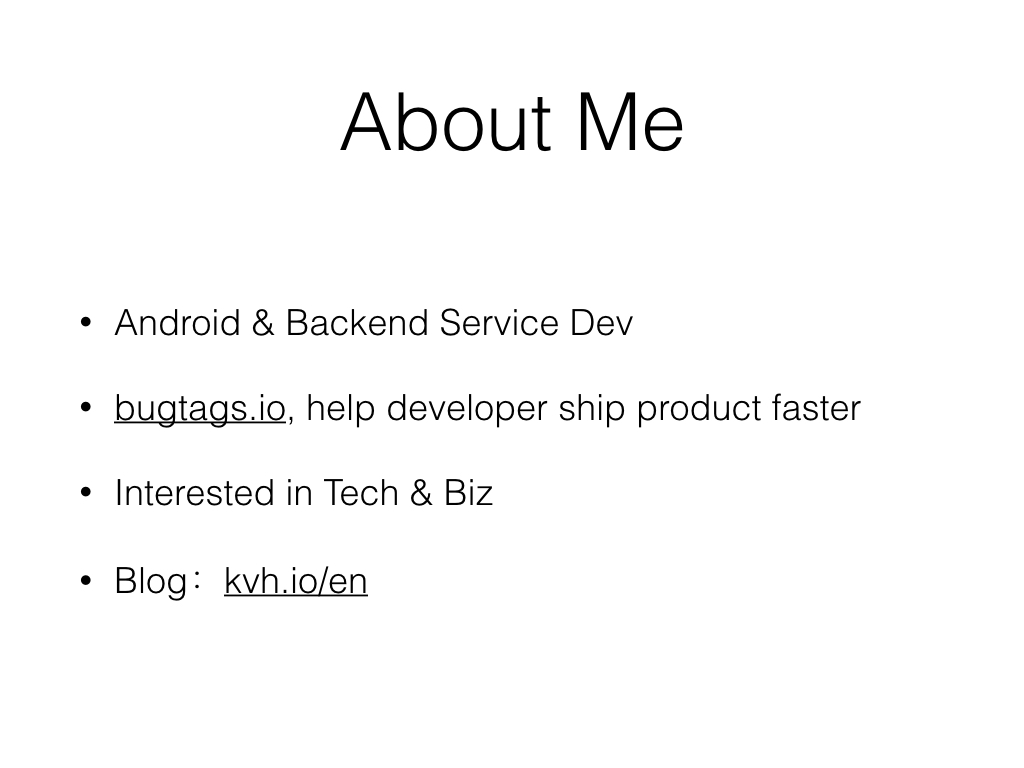 About Me
• Android & Backend Service Dev
• bugtags.io, help developer ship product faster
• Interested in Tech & Biz
• Blog：kvh.io/en